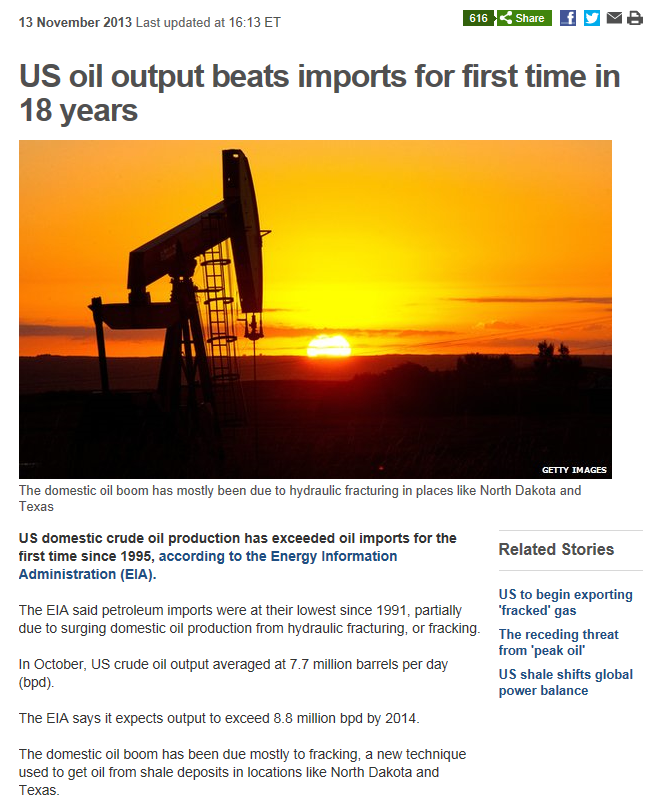 13 November 2013 Last updated at 16:13 ET
616 Share
US oil output beats imports for first time in
18 years
GETTY IMAGES
The domestic oil boom has mostly been due to hydraulic fracturing in places like North Dakota and
Texas
US domestic crude oil production has exceeded oil imports for the
first time since 1995, according to the Energy Information
Administration (EIA).
The EIA said petroleum imports were at their lowest since 1991, partially
due to surging domestic oil production from hydraulic fracturing, or fracking.
In October, US crude oil output averaged at 7.7 million barrels per day
(bpd).
The EIA says it expects output to exceed 8.8 million bpd by 2014.
The domestic oil boom has been due mostly to fracking, a new technique
used to get oil from shale deposits in locations like North Dakota and
Texas.
Related Stories
US to begin exporting
'fracked' gas
The receding threat
from 'peak oil'
US shale shifts global
power balance